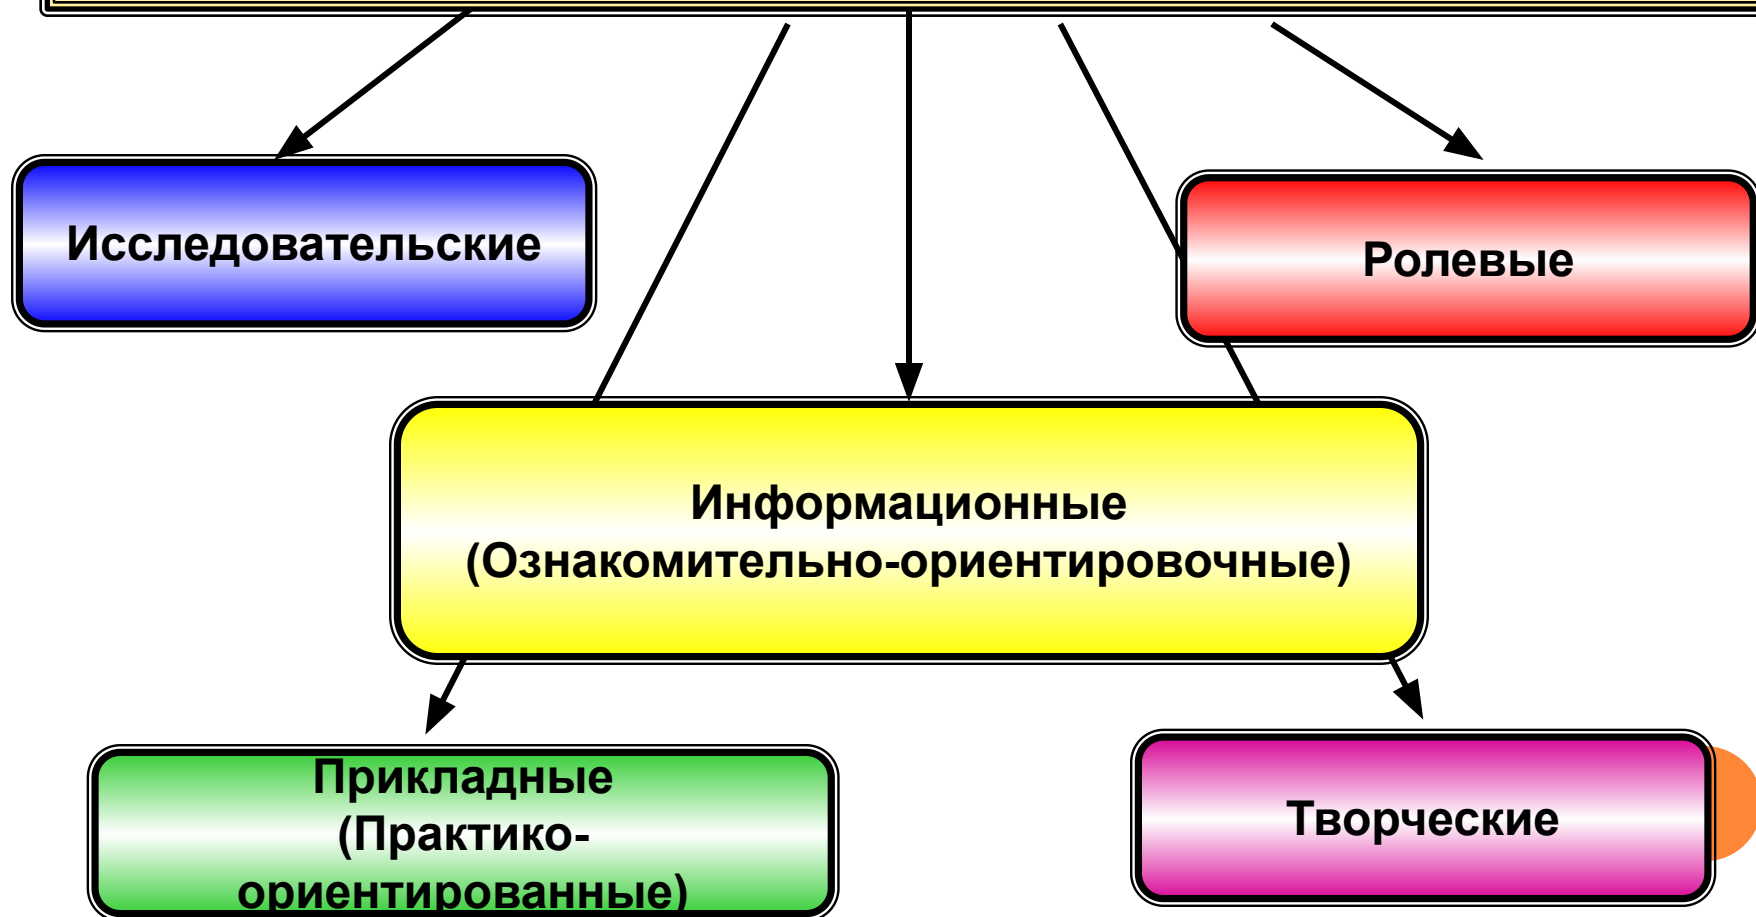 Исследовательские
Ролевые
Информационные
(Ознакомительно-ориентировочные)
Прикладные
(Практико-
ориентированные)
Творческие